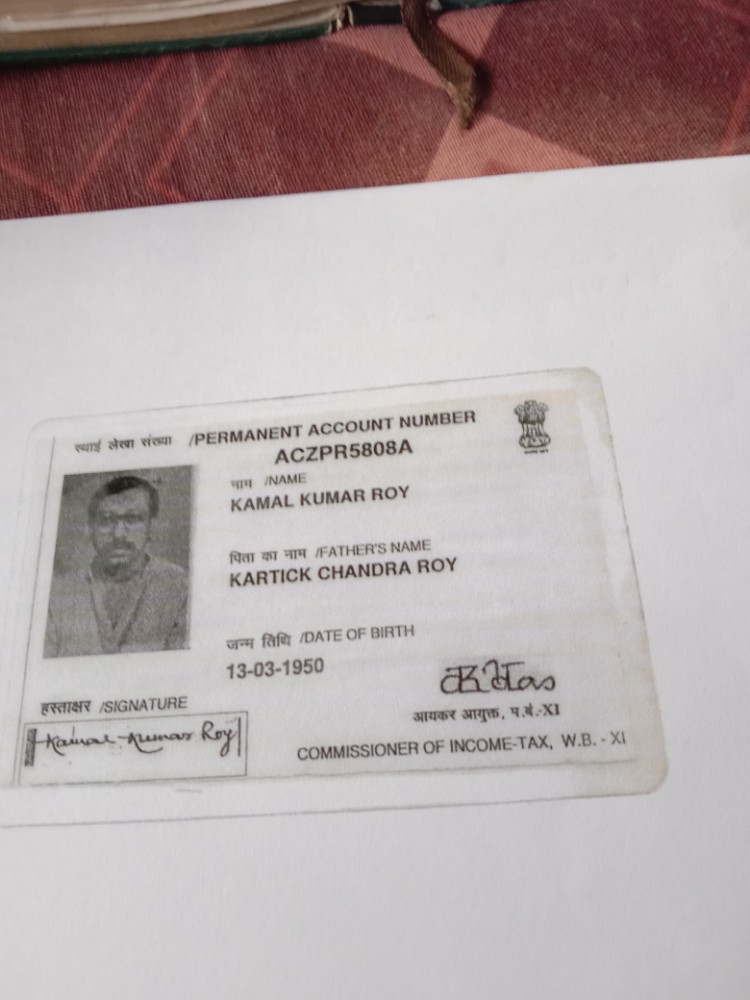 स्थाई लेखा संख्या /PERMANENT ACCOUNT NUMBER
ACZPR5808A
नाम /NAME
KAMAL KUMAR ROY
पिता का नाम /FATHER'S NAME
KARTICK CHANDRA ROY
जन्म तिथि /DATE OF BIRTH
13-03-1950
हस्ताक्षर /SIGNATURE
Kamal Kumar Roy
आयकर आयुक्त, प.बं.-XI
COMMISSIONER OF INCOME-TAX, W.B. - XI